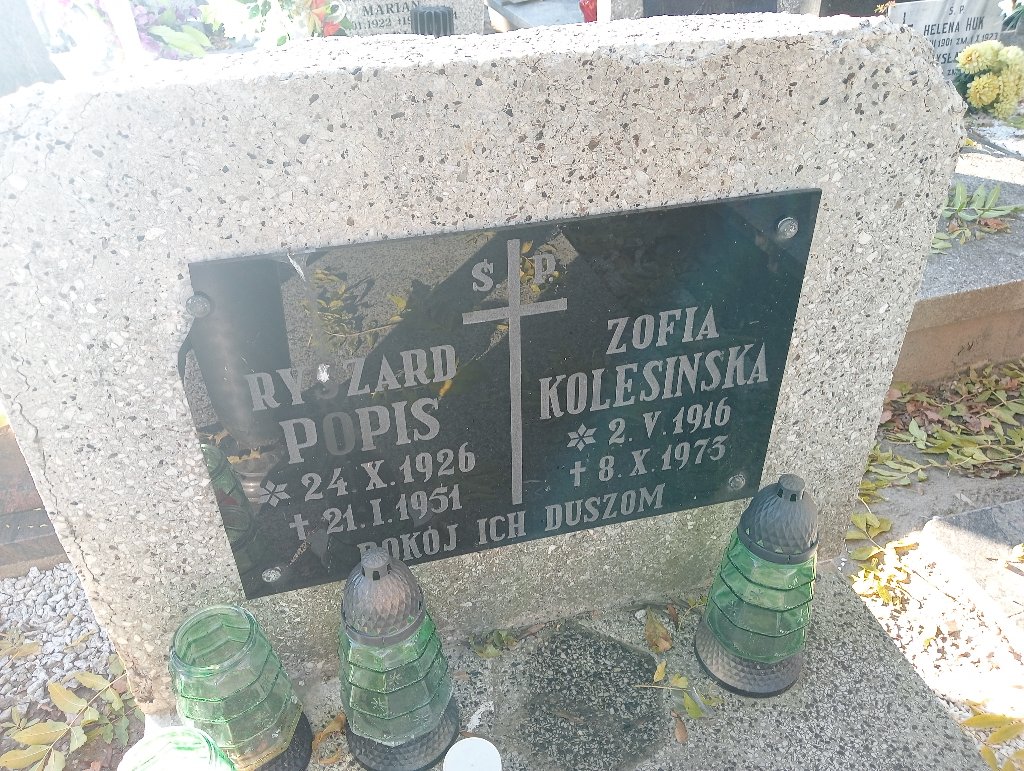 MARIAN
S.P.
HELENA HUK
S. P.
RYSZARD
POPIS
* 24.X.1926
† 21.I.1951
ZOFIA
KOLESINSKA
* 2.V.1916
† 8.X.1973
POKÓJ ICH DUSZOM